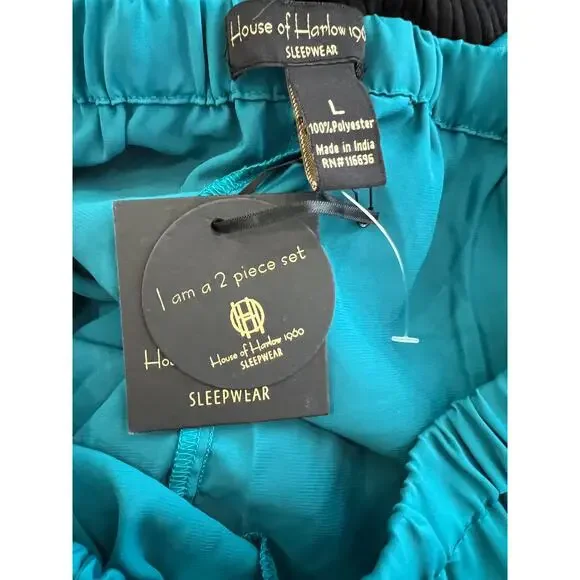 House of Harlow 1960
SLEEPWEAR
L
100%Polyester
Made in India
RN#116696
I am a 2 piece set
House of Harlow 1960
SLEEPWEAR
Ho
SLEEPWEAR